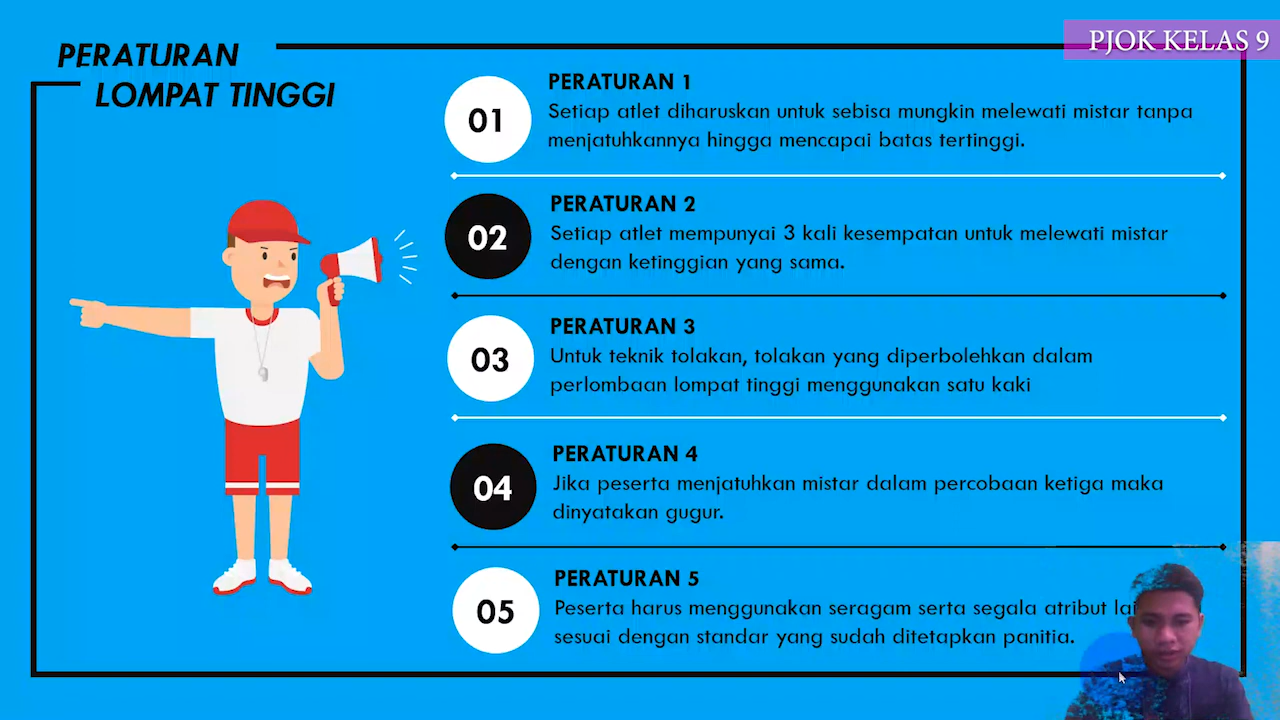 PERATURAN
LOMPAT TINGGI
PJOK KELAS 9
01
PERATURAN 1
Setiap atlet diharuskan untuk sebisa mungkin melewati mistar tanpa
menjatuhkannya hingga mencapai batas tertinggi.
02
PERATURAN 2
Setiap atlet mempunyai 3 kali kesempatan untuk melewati mistar
dengan ketinggian yang sama.
03
PERATURAN 3
Untuk teknik tolakan, tolakan yang diperbolehkan dalam
perlombaan lompat tinggi menggunakan satu kaki
04
PERATURAN 4
Jika peserta menjatuhkan mistar dalam percobaan ketiga maka
dinyatakan gugur.
05
PERATURAN 5
Peserta harus menggunakan seragam serta segala atribut
sesuai dengan standar yang sudah ditetapkan panitia.